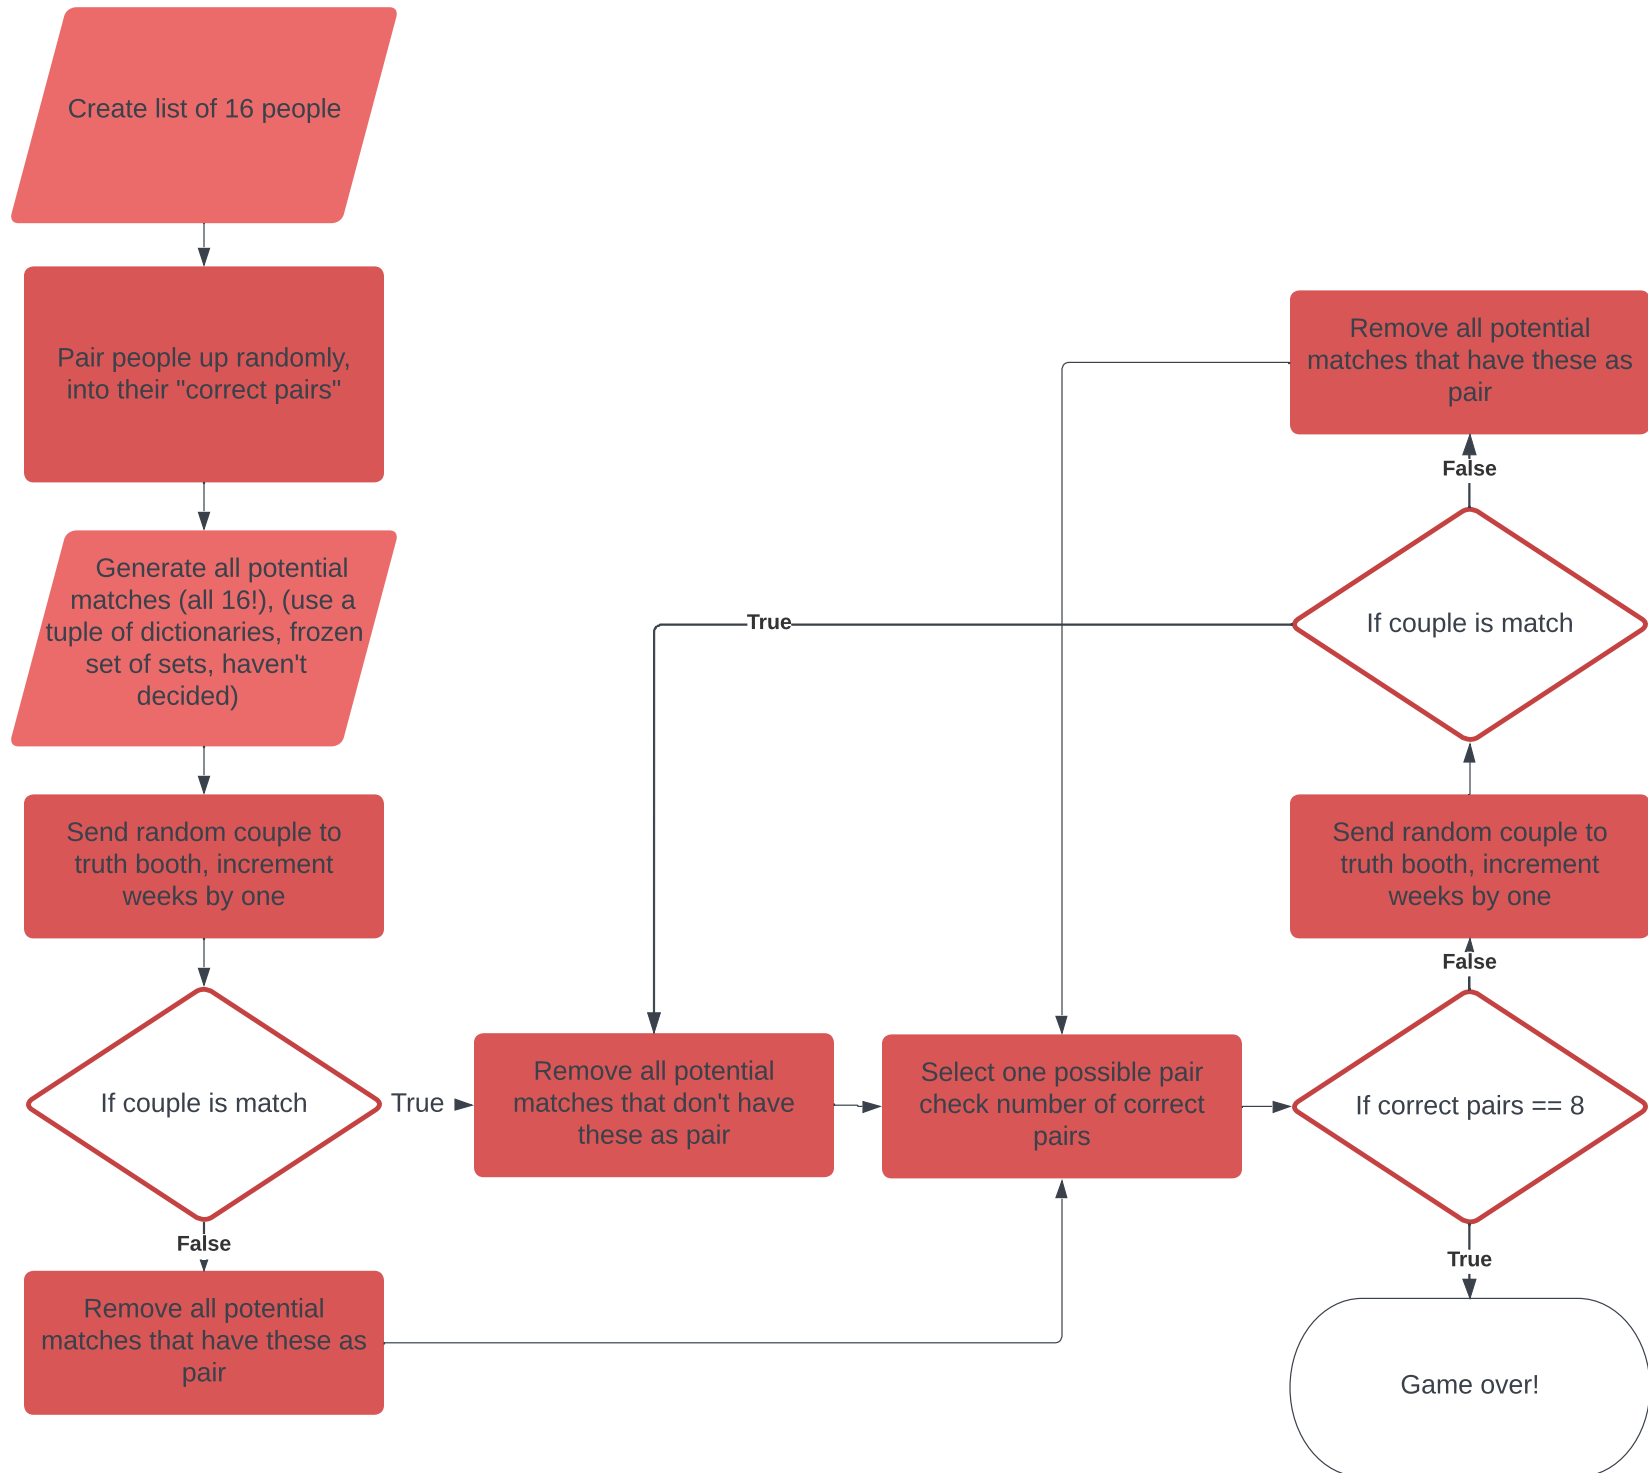 Create list of 16 people
Pair people up randomly,
into their "correct pairs"
Generate all potential
matches (all 16!), (use a
tuple of dictionaries, frozen
set of sets, haven't
decided)
Send random couple to
truth booth, increment
weeks by one
If couple is match
True
False
Remove all potential
matches that have these as
pair
Remove all potential
matches that don't have
these as pair
Select one possible pair
check number of correct
pairs
If correct pairs == 8
True
Game over!
False
Send random couple to
truth booth, increment
weeks by one
If couple is match
True
False
Remove all potential
matches that have these as
pair